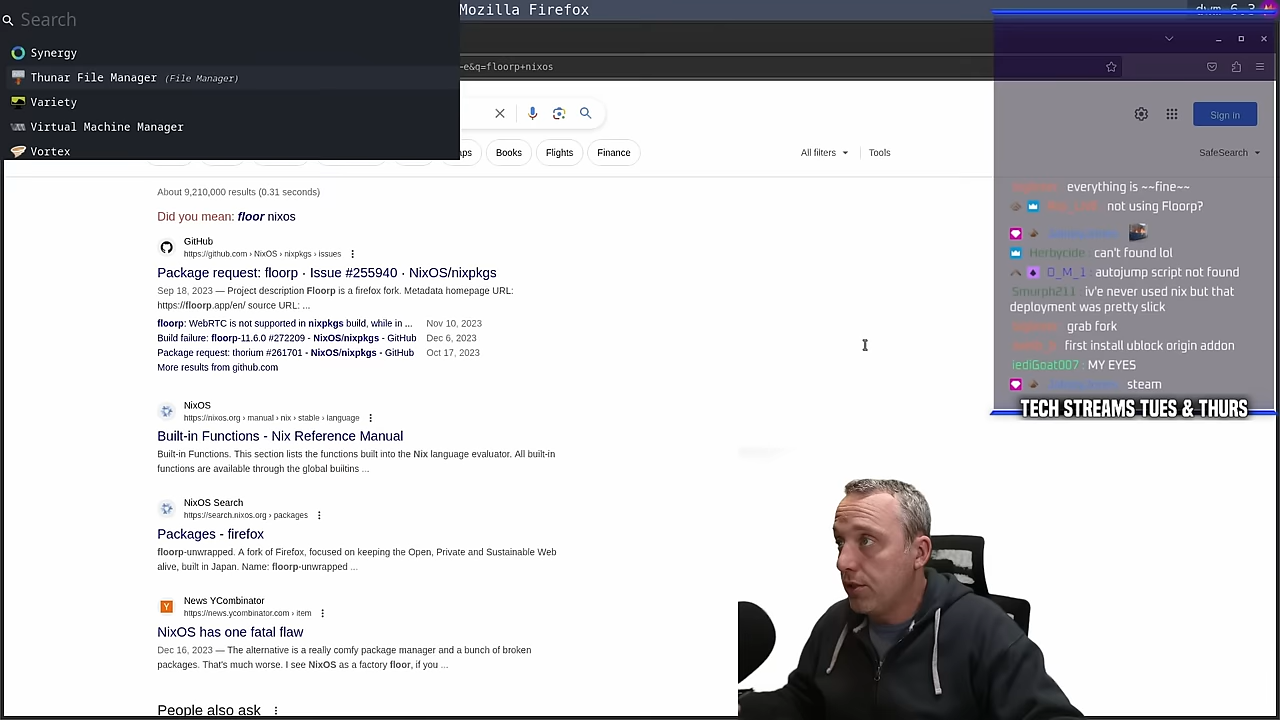 Search
Synergy
Thunar File Manager (File Manager)
Variety
Virtual Machine Manager
Vortex
Mozilla Firefox
dwm-6.3
-e&q=floorp+nixos
Sign in
aps
Books
Flights
Finance
All filters
Tools
SafeSearch
About 9,210,000 results (0.31 seconds)
Did you mean: floor nixos
GitHub
https://github.com › NixOS › nixpkgs › issues
Package request: floorp · Issue #255940 · NixOS/nixpkgs
Sep 18, 2023 — Project description Floorp is a firefox fork. Metadata homepage URL:
https://floorp.app/en/ source URL: ...
floorp: WebRTC is not supported in nixpkgs build, while in ... Nov 10, 2023
Build failure: floorp-11.6.0 #272209 - NixOS/nixpkgs - GitHub Dec 6, 2023
Package request: thorium #261701 - NixOS/nixpkgs - GitHub Oct 17, 2023
More results from github.com
NixOS
https://nixos.org › manual › nix › stable › language
Built-in Functions - Nix Reference Manual
Built-in Functions. This section lists the functions built into the Nix language evaluator. All built-in
functions are available through the global builtins ...
NixOS Search
https://search.nixos.org › packages
Packages - firefox
floorp-unwrapped. A fork of Firefox, focused on keeping the Open, Private and Sustainable Web
alive, built in Japan. Name: floorp-unwrapped ...
News YCombinator
https://news.ycombinator.com › item
NixOS has one fatal flaw
Dec 16, 2023 — The alternative is a really comfy package manager and a bunch of broken
packages. That's much worse. I see NixOS as a factory floor, if you ...
People also ask
everything is ~~fine~~
not using Floorp?
Herbycide : can't found lol
O_M_1 : autojump script not found
Smurph211 : iv'e never used nix but that
deployment was pretty slick
grab fork
first install ublock origin addon
iediGoat007 : MY EYES
steam
TECH STREAMS TUES & THURS